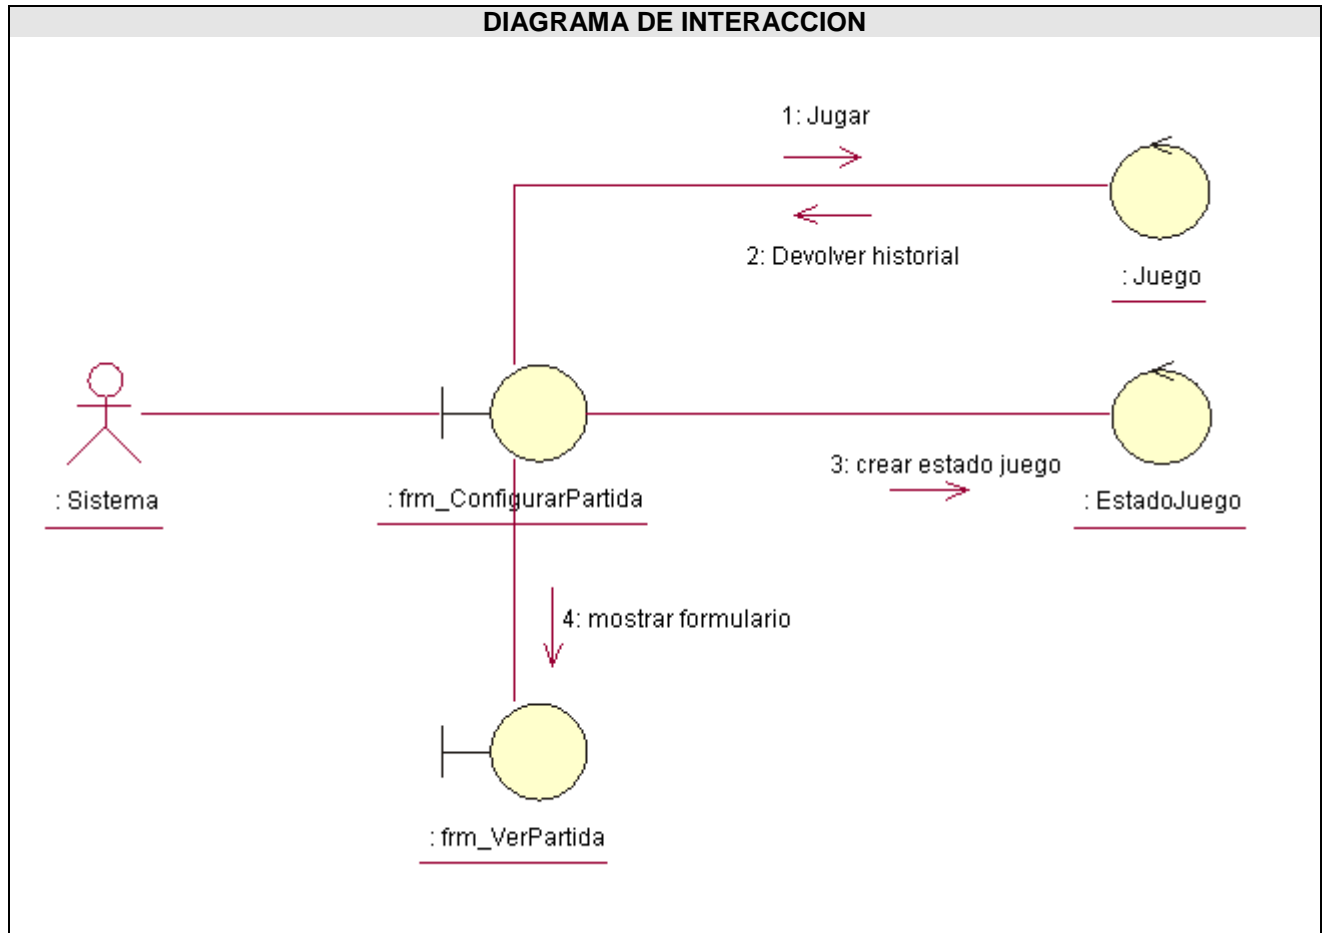 DIAGRAMA DE INTERACCION
1: Jugar
2: Devolver historial
: Juego
: Sistema
: frm_ConfigurarPartida
3: crear estado juego
: EstadoJuego
4: mostrar formulario
: frm_VerPartida